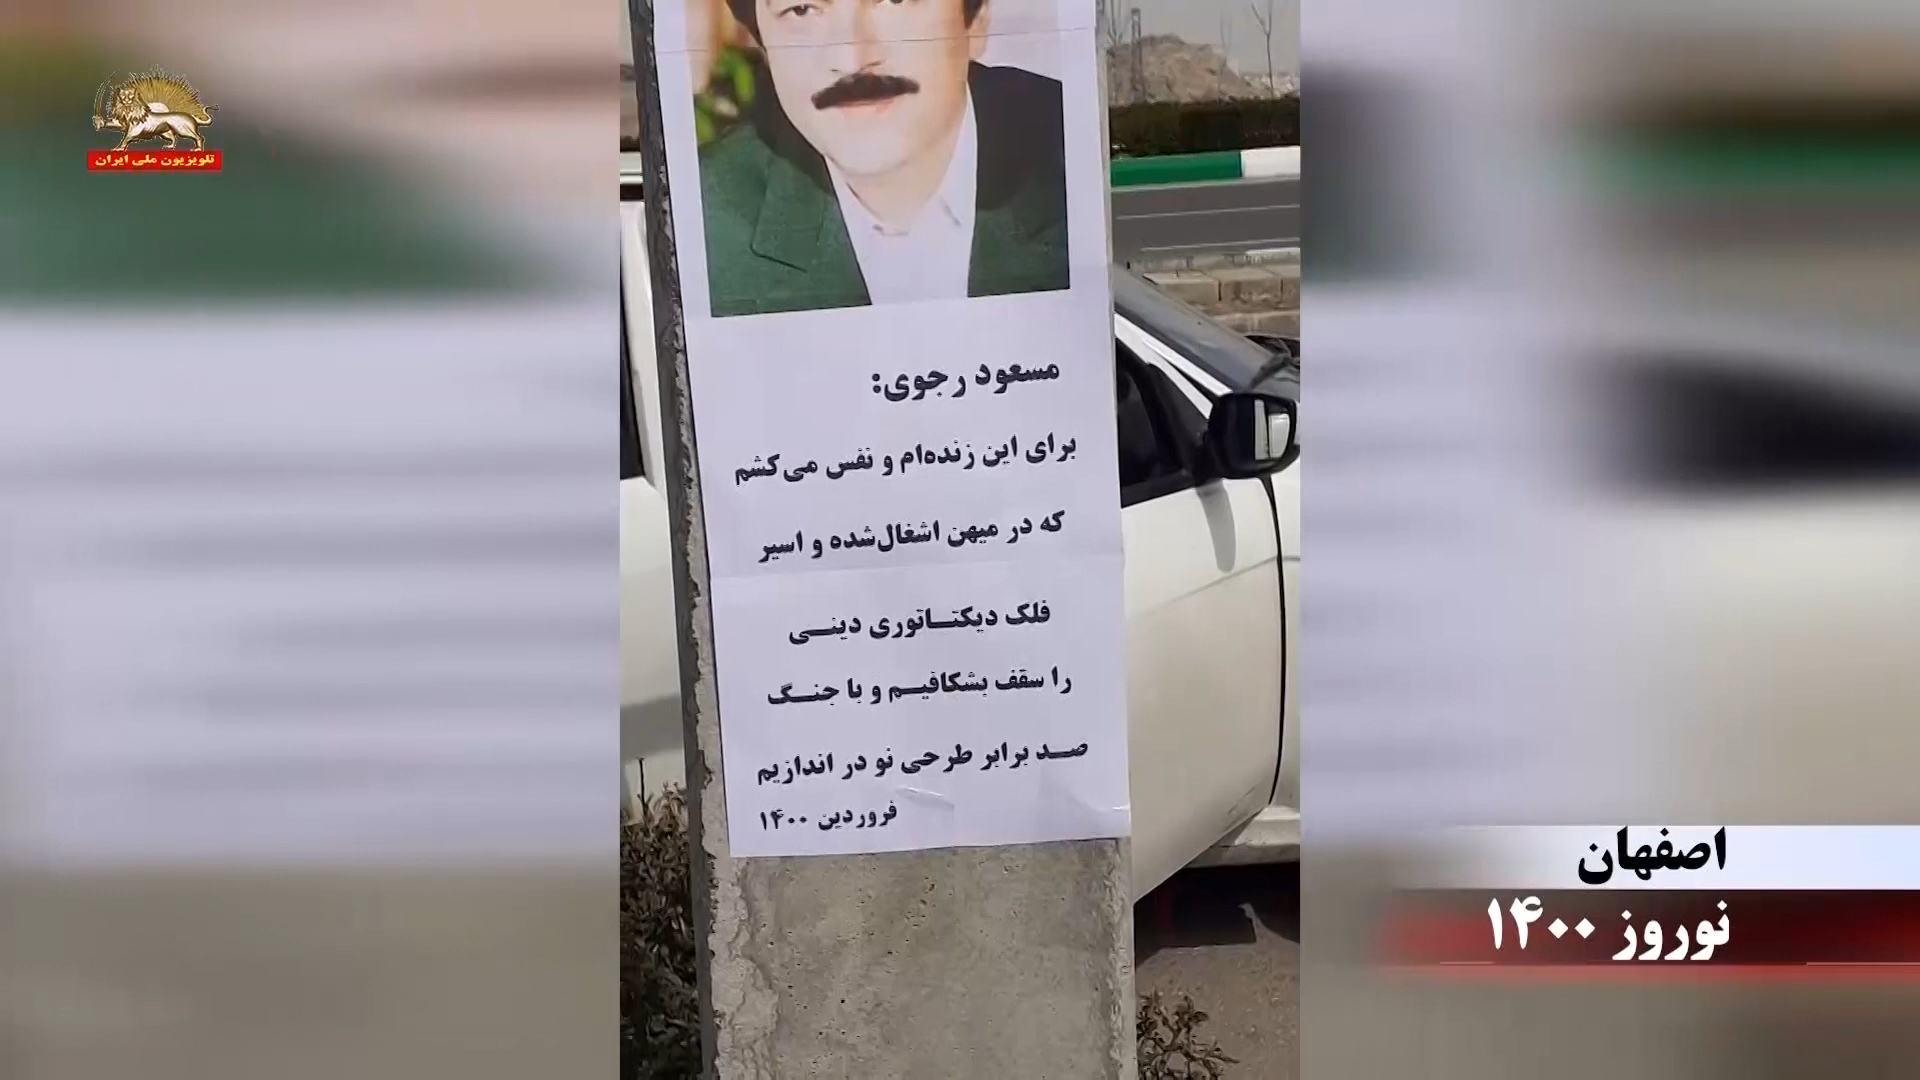 تلویزیون ملی ایران
مسعود رجوی:
برای این زنده‌ام و نفس می‌کشم
که در میهن اشغال‌شده و اسیر
فلک دیکتـاتوری دینـی
را سقف بشکافیـم و با جنـگ
صـد برابر طرحی نو در اندازیم
فروردین ۱۴۰۰
اصفهان
نوروز ۱۴۰۰